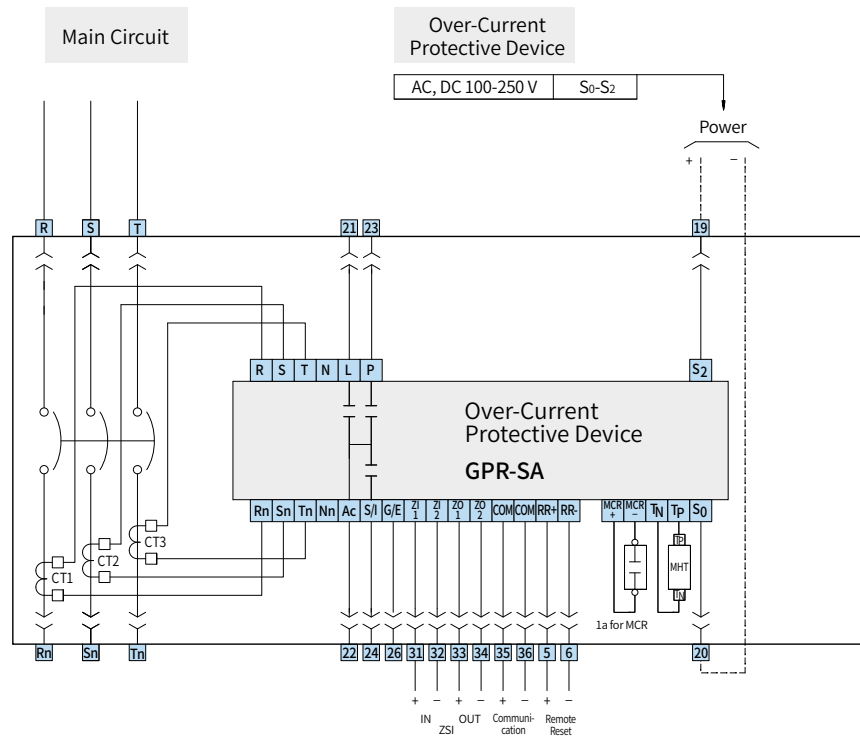 Main Circuit
Over-Current
Protective Device
AC, DC 100-250 V S0-S2
Power
+ −
R S T 21 23 19
R S T N L P S2
Over-Current
Protective Device
GPR-SA
Rn Sn Tn Nn Ac S/I G/E ZI 1 ZI 2 ZO 1 ZO 2 COM COM RR+ RR- MCR + MCR − TN TP S0
CT1 CT2 CT3
TP
MHT
TN
1a for MCR
Rn Sn Tn 22 24 26 31 32 33 34 35 36 5 6 20
+ − + − + − + −
IN OUT Communi-
cation Remote
Reset
ZSI